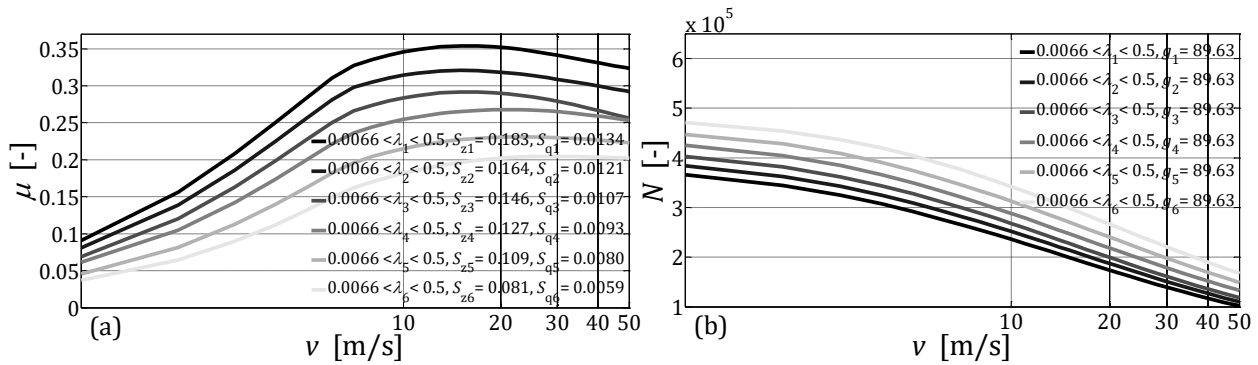 μ [-]
0.35
0.3
0.25
0.2
0.15
0.1
0.05
0
0.0066 <λ1< 0.5, Sz1= 0.183, Sq1= 0.0134
0.0066 <λ2< 0.5, Sz2= 0.164, Sq2= 0.0121
0.0066 <λ3< 0.5, Sz3= 0.146, Sq3= 0.0107
0.0066 <λ4< 0.5, Sz4= 0.127, Sq4= 0.0093
0.0066 <λ5< 0.5, Sz5= 0.109, Sq5= 0.0080
0.0066 <λ6< 0.5, Sz6= 0.081, Sq6= 0.0059
(a)
10 20 30 40 50
v [m/s]
x 10^5
N [-]
6
5
4
3
2
1
0.0066 <λ1< 0.5, g1= 89.63
0.0066 <λ2< 0.5, g2= 89.63
0.0066 <λ3< 0.5, g3= 89.63
0.0066 <λ4< 0.5, g4= 89.63
0.0066 <λ5< 0.5, g5= 89.63
0.0066 <λ6< 0.5, g6= 89.63
(b)
10 20 30 40 50
v [m/s]